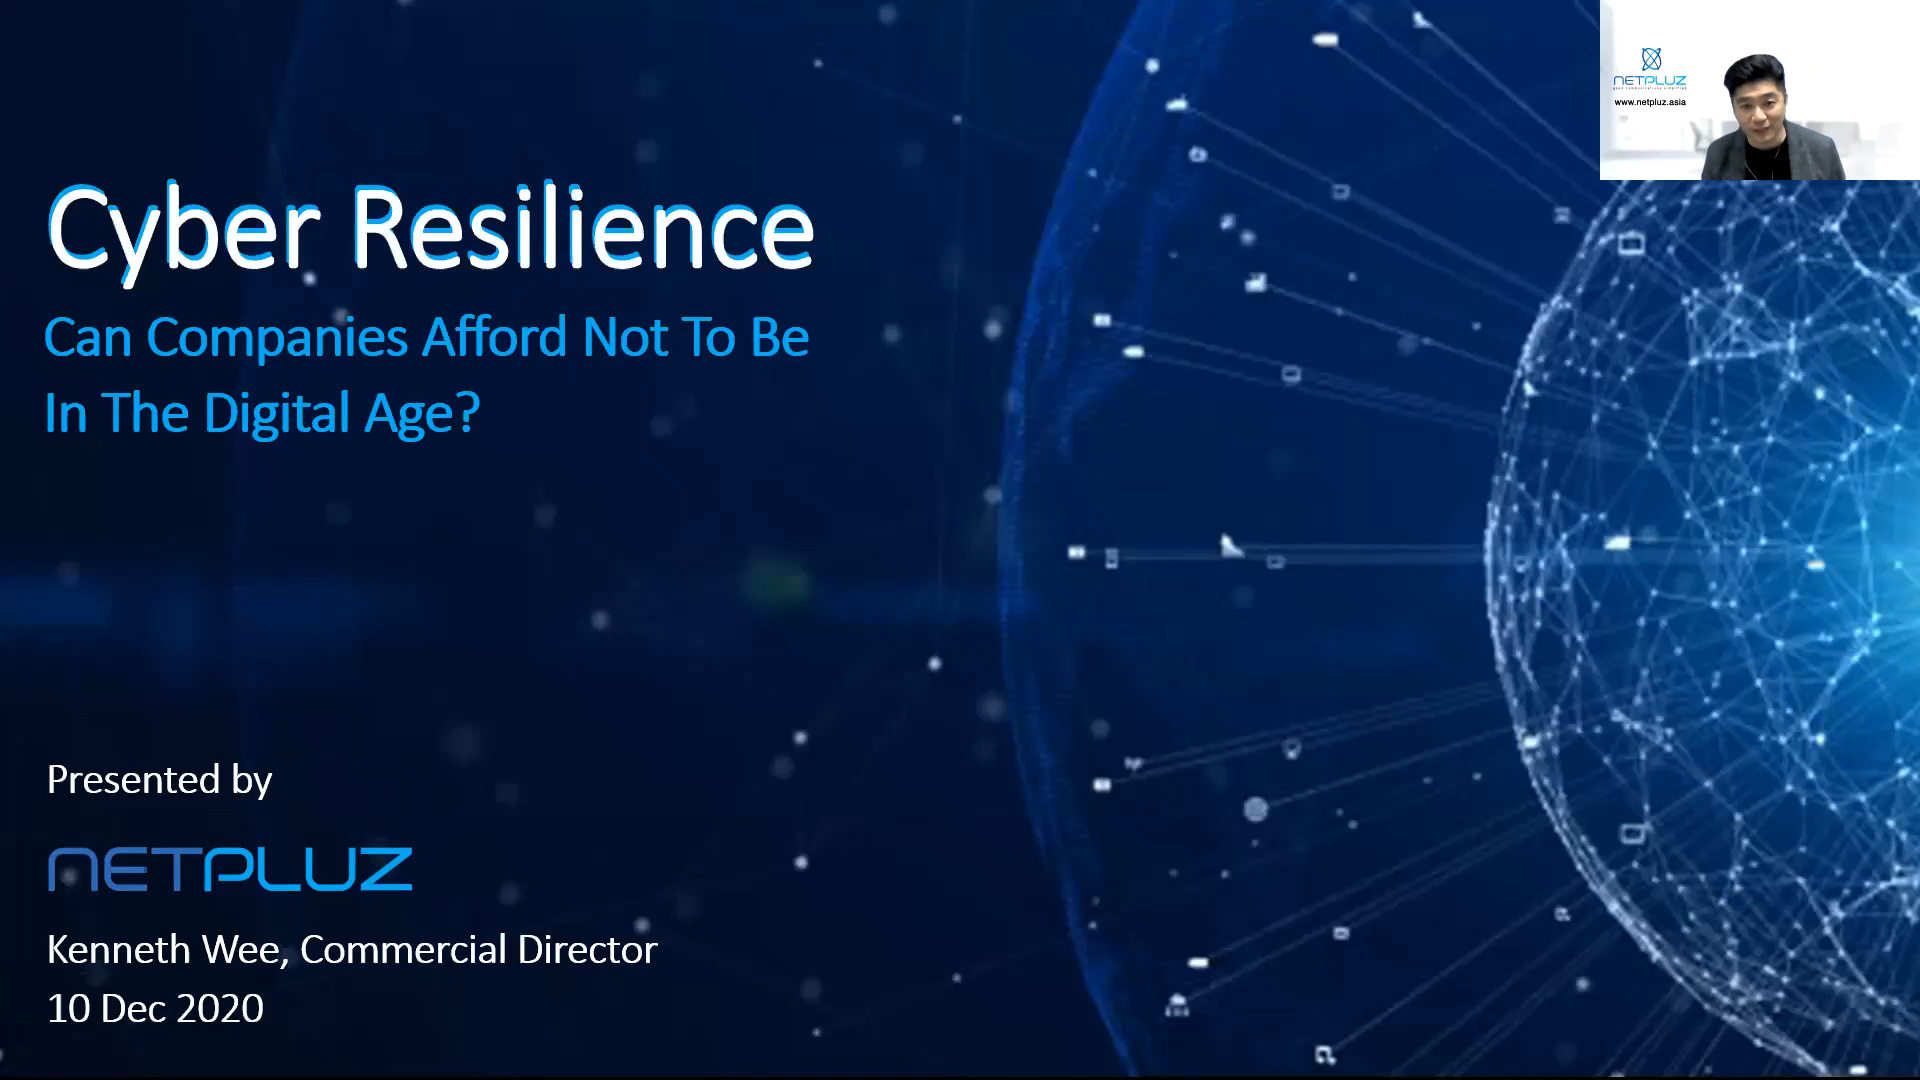 Cyber Resilience
Can Companies Afford Not To Be
In The Digital Age?
Presented by
NETPLUZ
Kenneth Wee, Commercial Director
10 Dec 2020
NETPLUZ
www.netpluz.asia